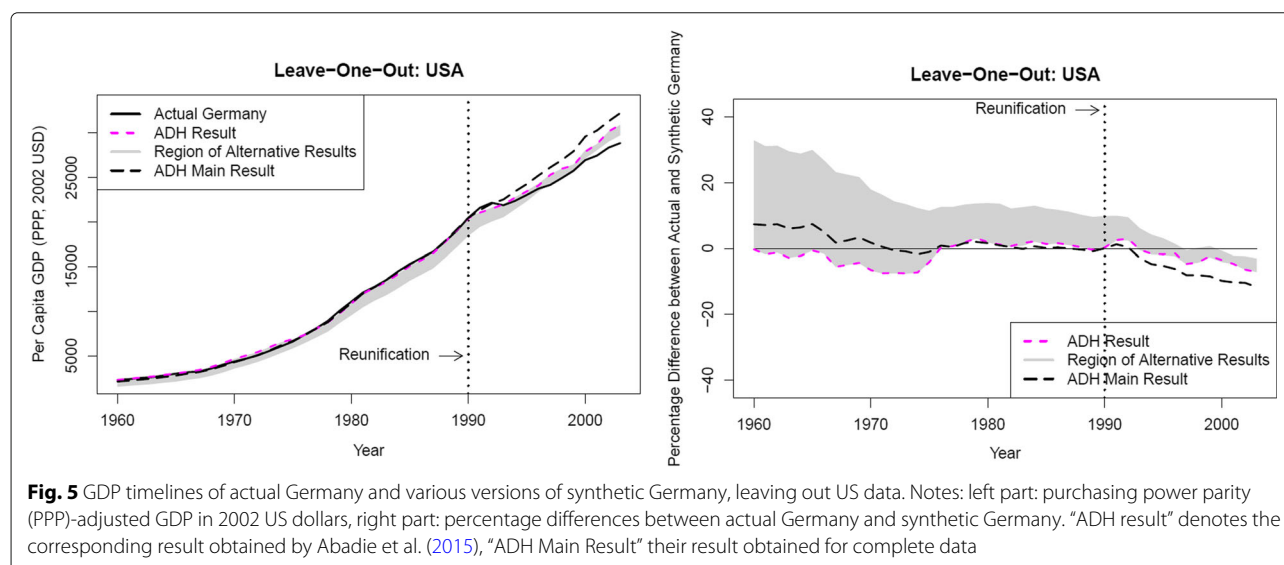 Leave−One−Out: USA
Actual Germany
ADH Result
Region of Alternative Results
ADH Main Result
Per Capita GDP (PPP, 2002 USD)
5000
15000
25000
Reunification
1960
1970
1980
1990
2000
Year
Leave−One−Out: USA
Reunification
Percentage Difference between Actual and Synthetic Germany
40
20
0
−20
−40
ADH Result
Region of Alternative Results
ADH Main Result
1960
1970
1980
1990
2000
Year
Fig. 5 GDP timelines of actual Germany and various versions of synthetic Germany, leaving out US data. Notes: left part: purchasing power parity
(PPP)-adjusted GDP in 2002 US dollars, right part: percentage differences between actual Germany and synthetic Germany. “ADH result” denotes the
corresponding result obtained by Abadie et al. (2015), “ADH Main Result” their result obtained for complete data